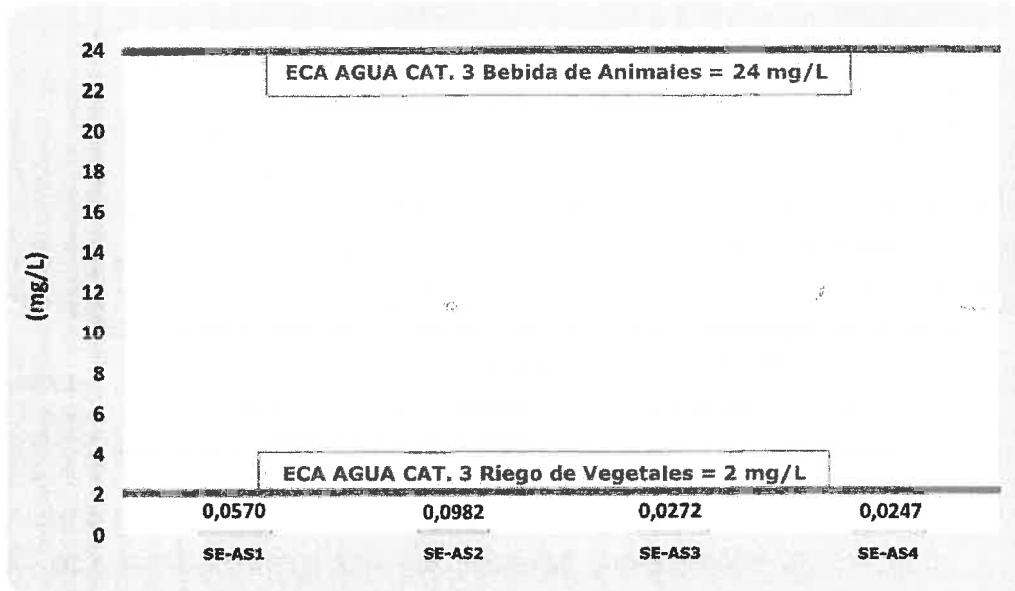 24
ECA AGUA CAT. 3 Bebida de Animales = 24 mg/L
22
20
18
16
14
(mg/L)
12
10
8
6
4
ECA AGUA CAT. 3 Riego de Vegetales = 2 mg/L
2
0,0570 0,0982 0,0272 0,0247
0
SE-AS1 SE-AS2 SE-AS3 SE-AS4